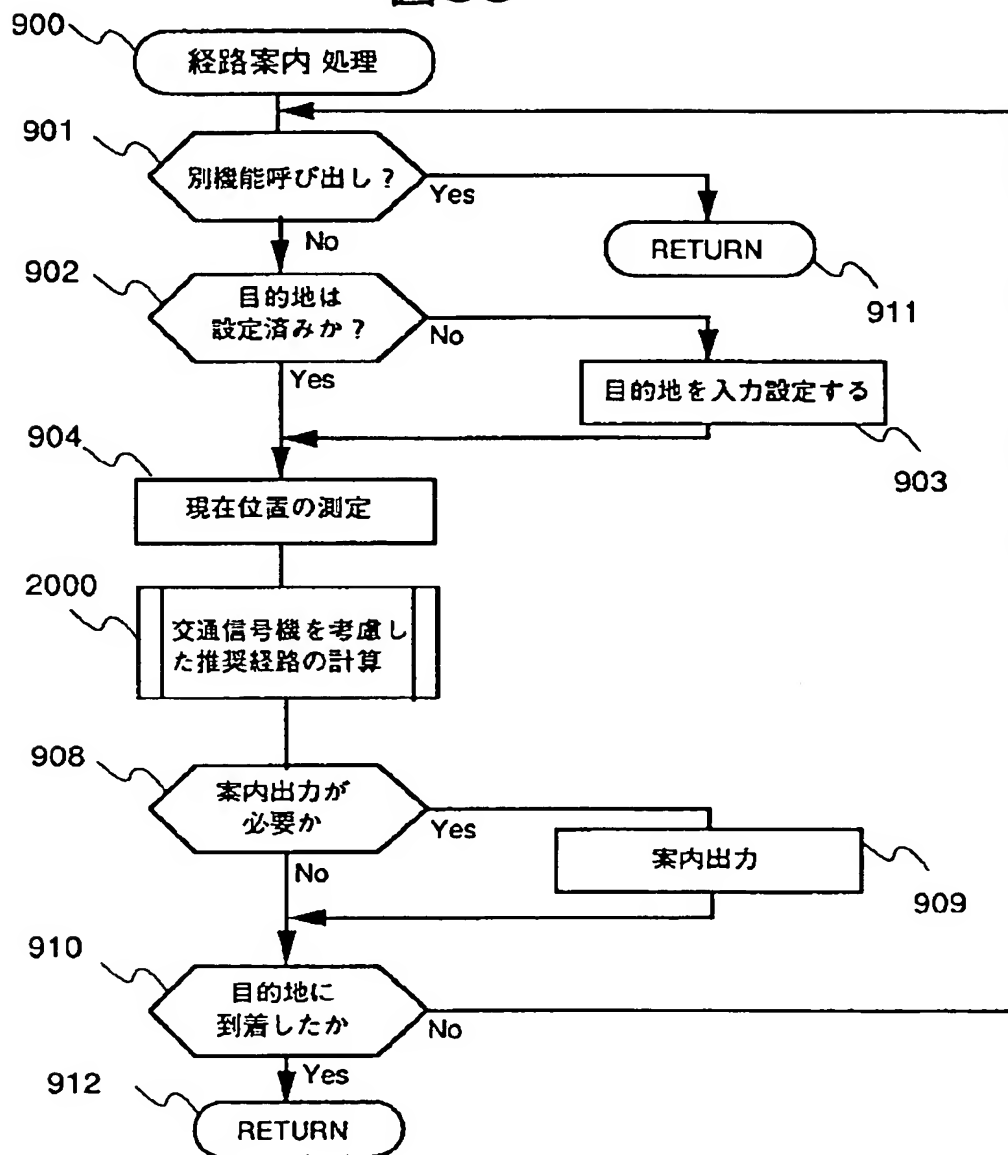 900
経路案内 処理
901
別機能呼び出し？
Yes
No
RETURN
911
902
目的地は
設定済みか？
No
Yes
目的地を入力設定する
903
904
現在位置の測定
2000
交通信号機を考慮し
た推奨経路の計算
908
案内出力が
必要か
Yes
No
案内出力
909
910
目的地に
到着したか
No
Yes
912
RETURN